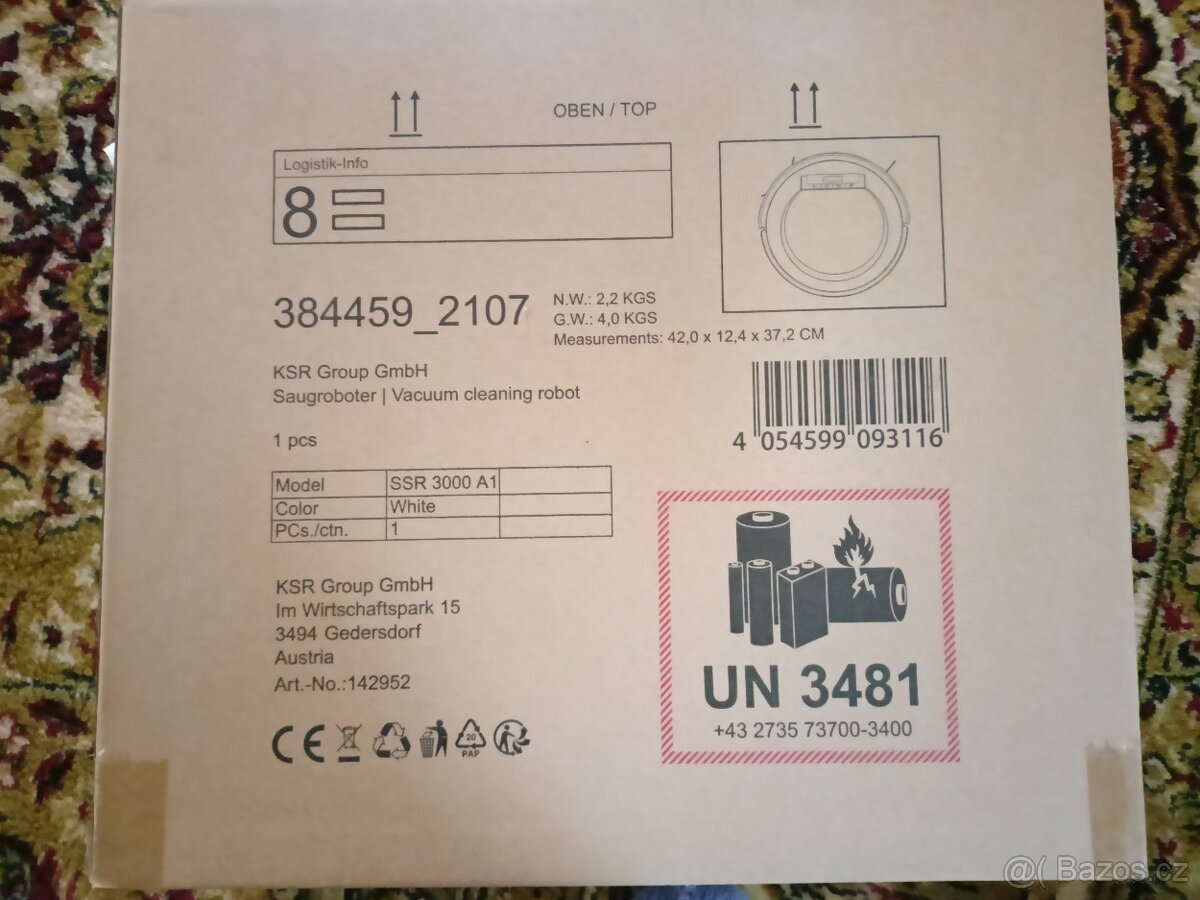 OBEN / TOP
Logistik-Info
8
384459_2107
N.W.: 2,2 KGS
G.W.: 4,0 KGS
Measurements: 42,0 x 12,4 x 37,2 CM
KSR Group GmbH
Saugroboter | Vacuum cleaning robot
1 pcs
4 054599 093116
Model SSR 3000 A1
Color White
PCs./ctn. 1
KSR Group GmbH
Im Wirtschaftspark 15
3494 Gedersdorf
Austria
Art.-No.:142952
CE
20
PAP
UN 3481
+43 2735 73700-3400
@( Bazos.cz